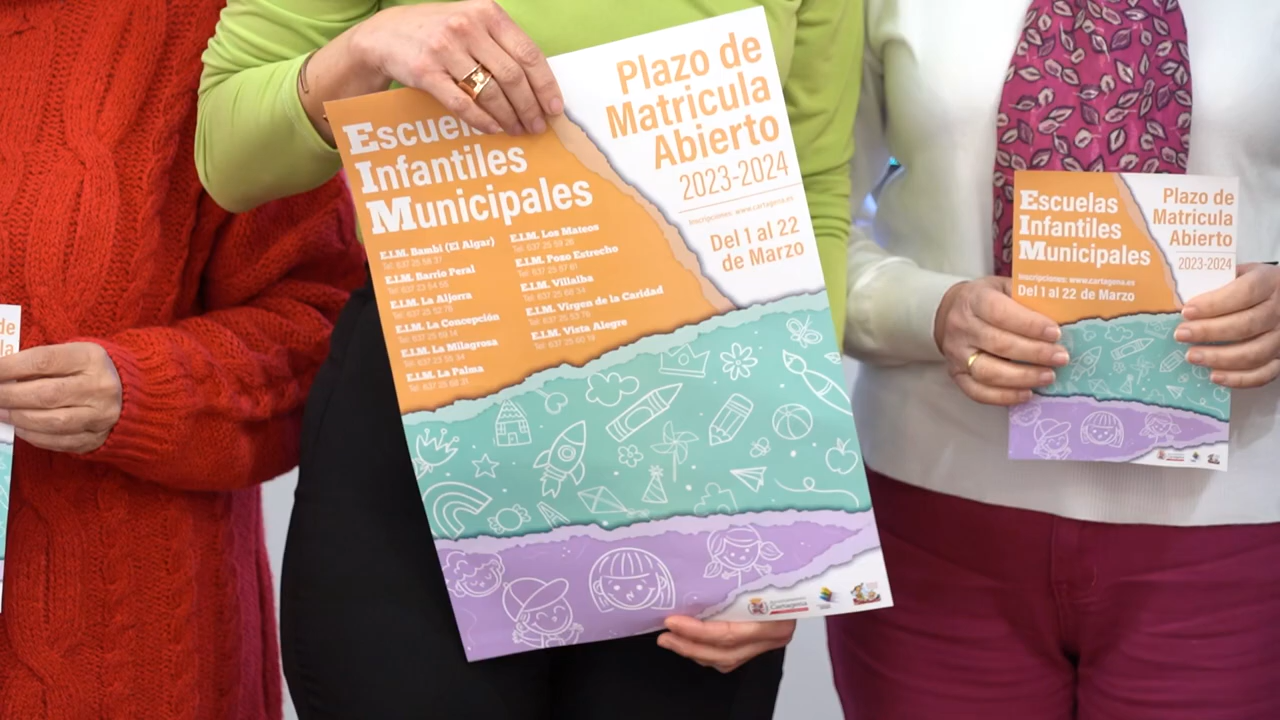 Escuelas
Infantiles
Municipales
Plazo de
Matricula
Abierto
2023-2024
Inscripciones: www.cartagena.es
Del 1 al 22
de Marzo
E.I.M. Bambi (El Algar)
E.I.M. Barrio Peral
E.I.M. La Aljorra
E.I.M. La Concepción
E.I.M. La Milagrosa
E.I.M. La Palma
E.I.M. Los Mateos
E.I.M. Pozo Estrecho
E.I.M. Villalba
E.I.M. Virgen de la Caridad
E.I.M. Vista Alegre
Cartagena
Escuelas
Infantiles
Municipales
Inscripciones: www.cartagena.es
Del 1 al 22 de Marzo
Plazo de
Matricula
Abierto
2023-2024
de
la